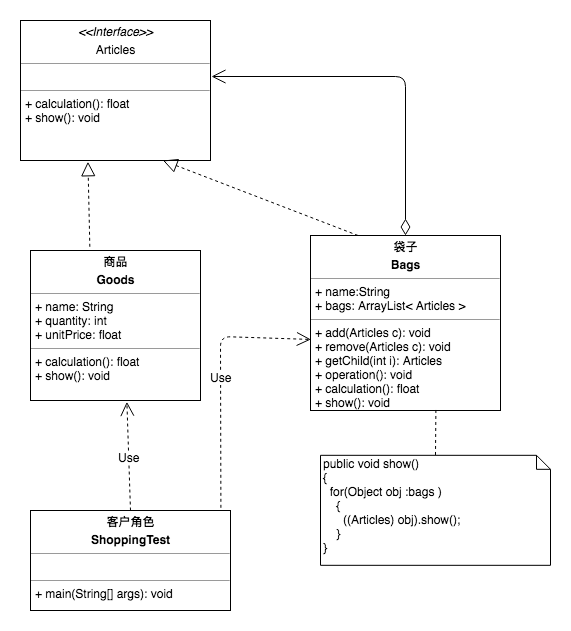 <<Interface>>
Articles
+ calculation(): float
+ show(): void
商品
Goods
+ name: String
+ quantity: int
+ unitPrice: float
+ calculation(): float
+ show(): void
袋子
Bags
+ name:String
+ bags: ArrayList< Articles >
+ add(Articles c): void
+ remove(Articles c): void
+ getChild(int i): Articles
+ operation(): void
+ calculation(): float
+ show(): void
Use
Use
客户角色
ShoppingTest
+ main(String[] args): void
public void show()
{
for(Object obj :bags )
{
((Articles) obj).show();
}
}